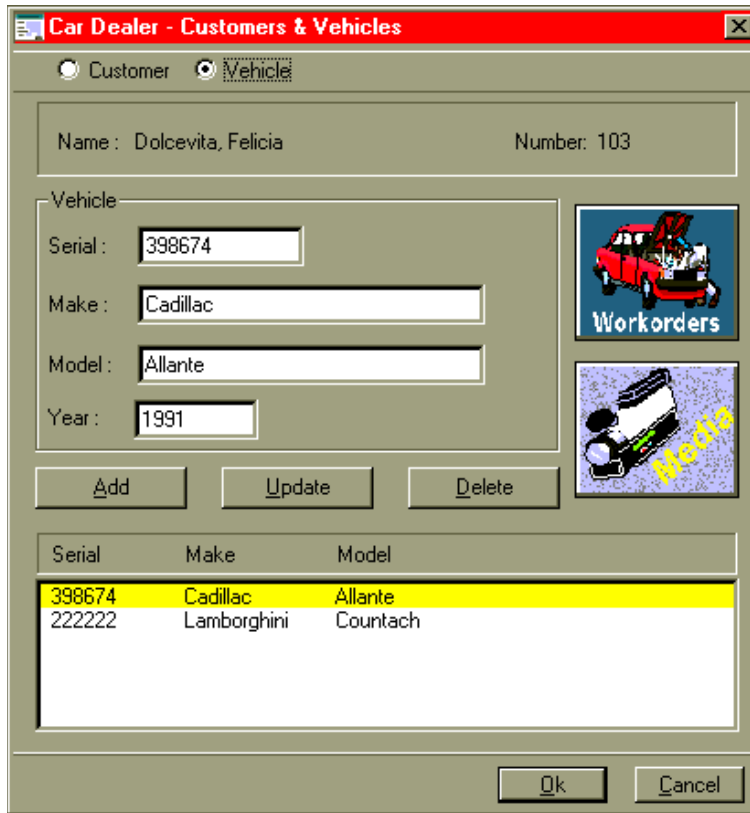 Car Dealer - Customers & Vehicles
Customer Vehicle
Name : Dolcevita, Felicia Number: 103
Vehicle
Serial : 398674
Make : Cadillac
Workorders
Model : Allante
Year : 1991
Media
Add Update Delete
Serial Make Model
398674 Cadillac Allante
222222 Lamborghini Countach
Ok Cancel